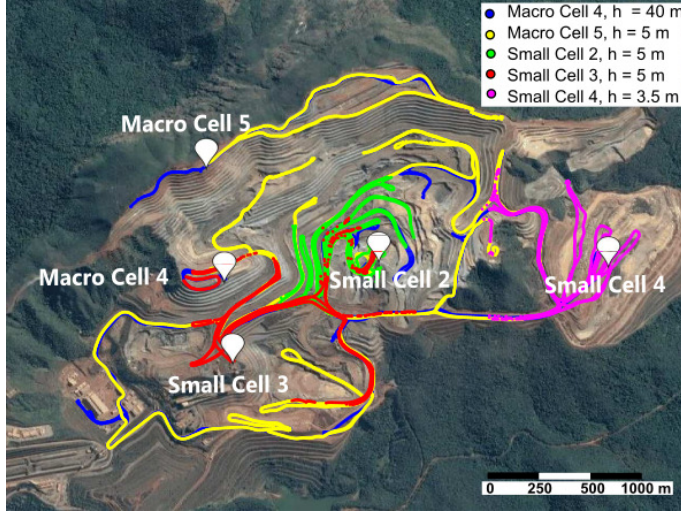 Macro Cell 4, h = 40 m
Macro Cell 5, h = 5 m
Small Cell 2, h = 5 m
Small Cell 3, h = 5 m
Small Cell 4, h = 3.5 m
Macro Cell 5
Macro Cell 4
Small Cell 2
Small Cell 4
Small Cell 3
0 250 500 1000 m